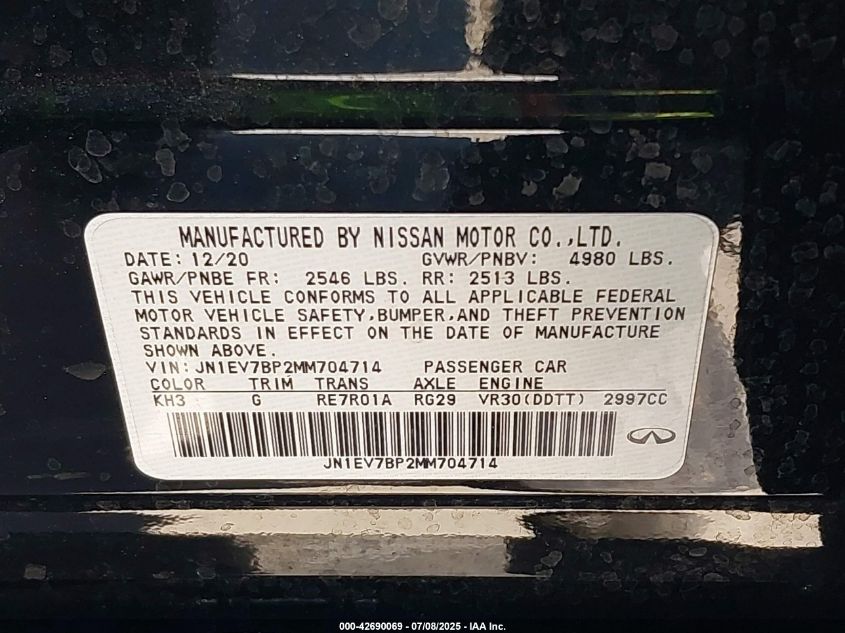 MANUFACTURED BY NISSAN MOTOR CO.,LTD.
DATE: 12/20 GVWR/PNBV: 4980 LBS.
GAWR/PNBE FR: 2546 LBS. RR: 2513 LBS.
THIS VEHICLE CONFORMS TO ALL APPLICABLE FEDERAL
MOTOR VEHICLE SAFETY,BUMPER,AND THEFT PREVENTION
STANDARDS IN EFFECT ON THE DATE OF MANUFACTURE
SHOWN ABOVE.
VIN:JN1EV7BP2MM704714 PASSENGER CAR
COLOR TRIM TRANS AXLE ENGINE
KH3 G RE7R01A RG29 VR30(DDTT) 2997CC
JN1EV7BP2MM704714
000-42690069 - 07/08/2025 - IAA Inc.